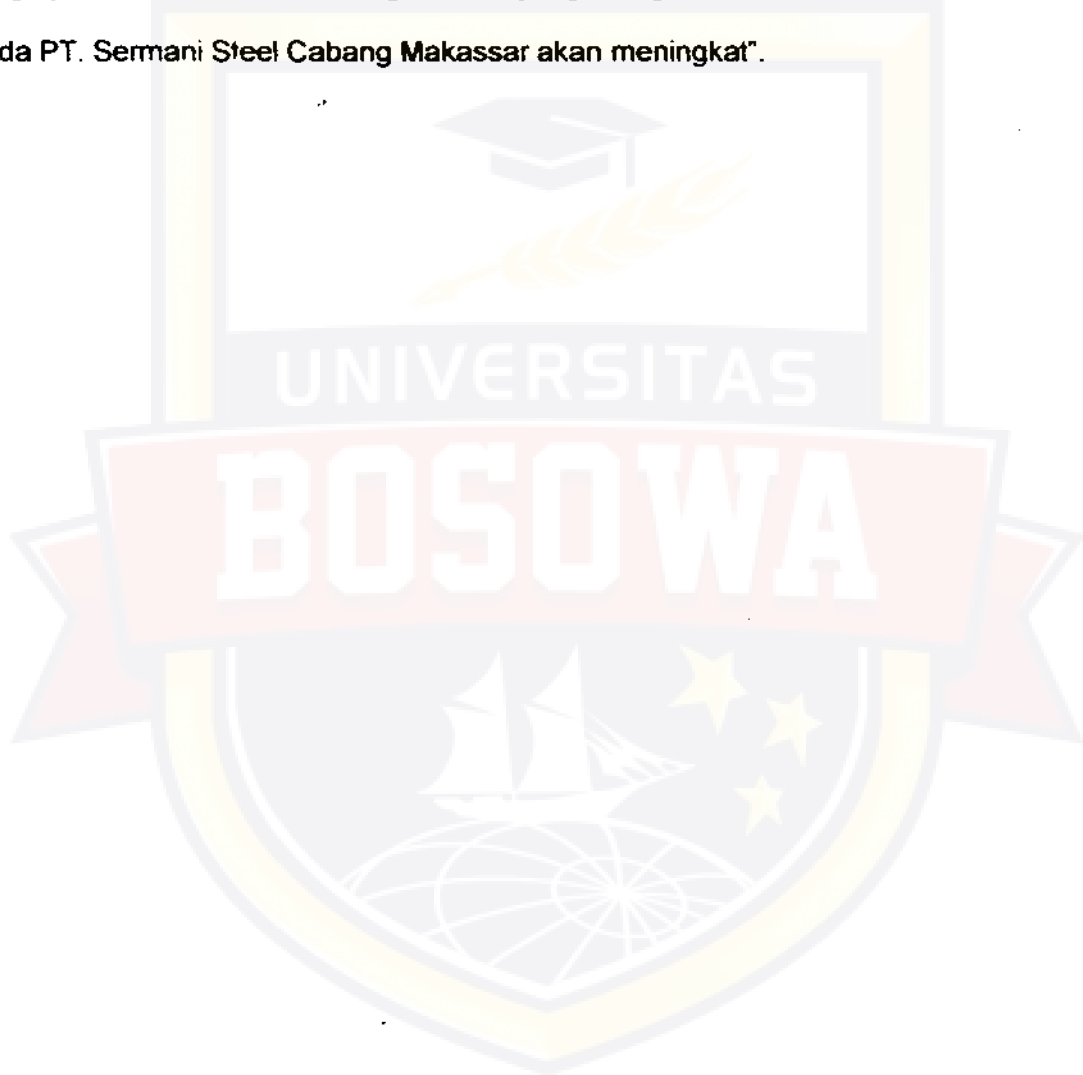 da PT. Sermani Steel Cabang Makassar akan meningkat".
UNIVERSITAS
BOSOWA